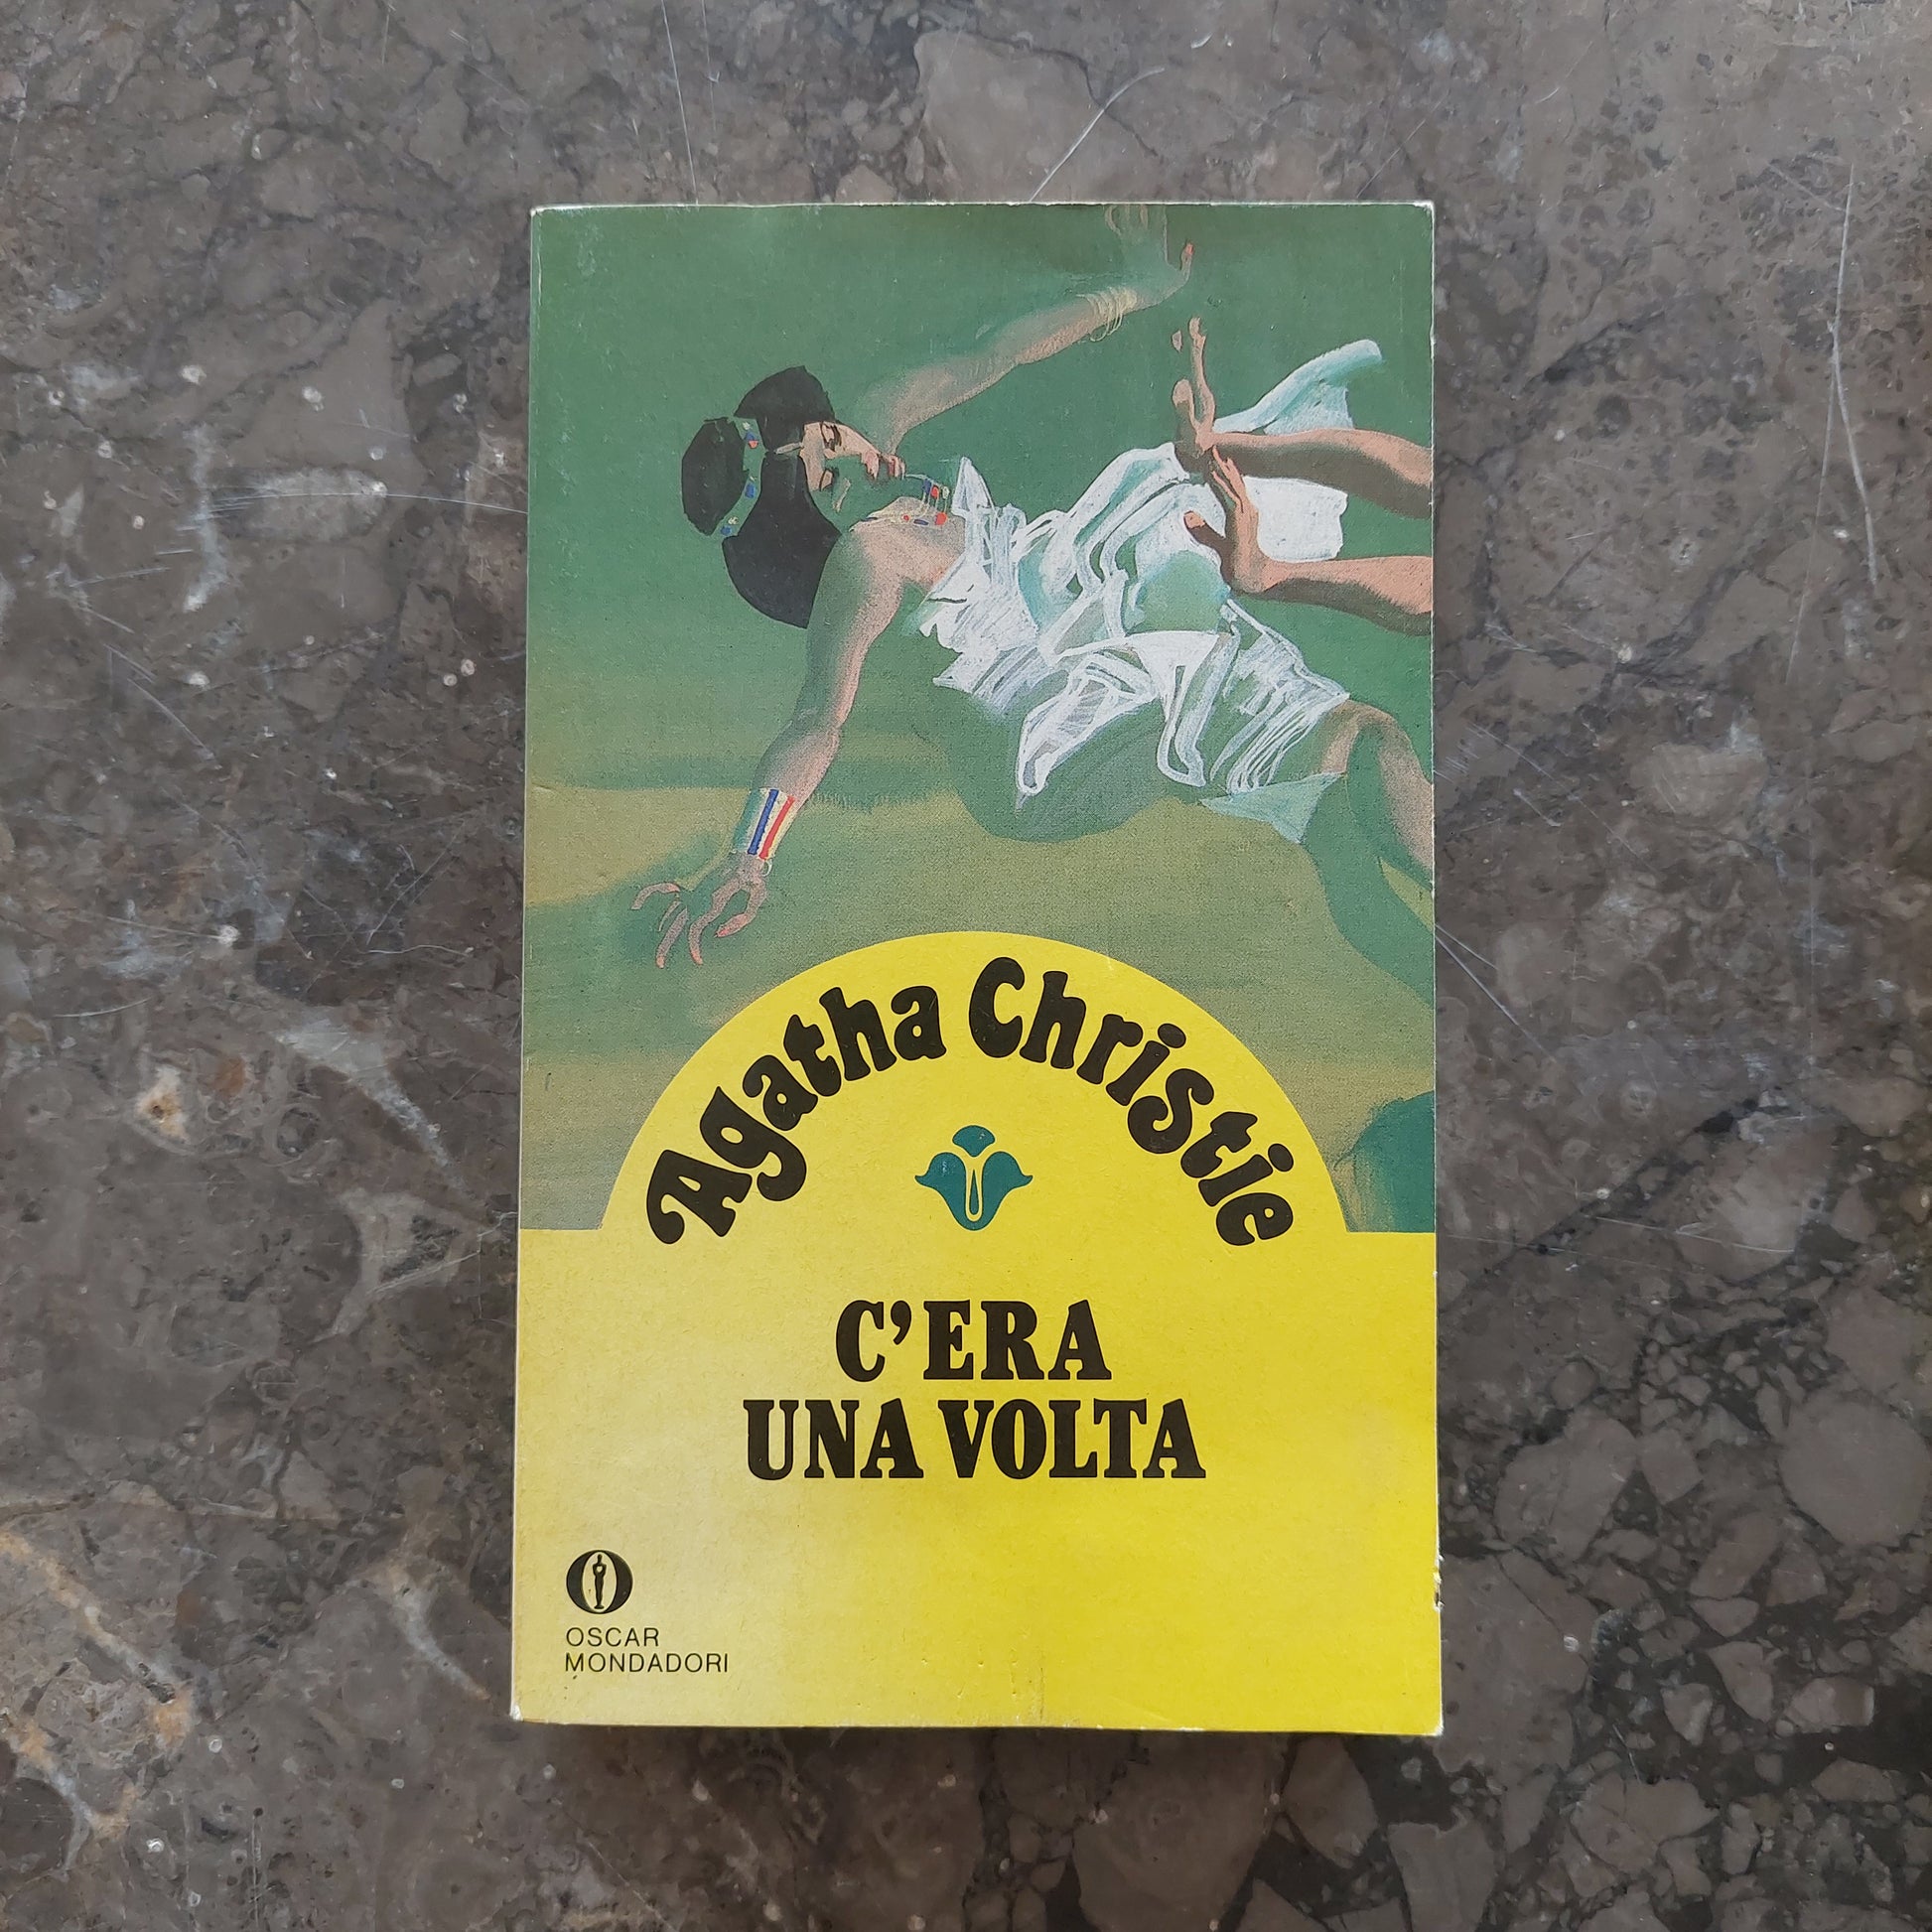 Agatha Christie
C'ERA
UNA VOLTA
OSCAR
MONDADORI